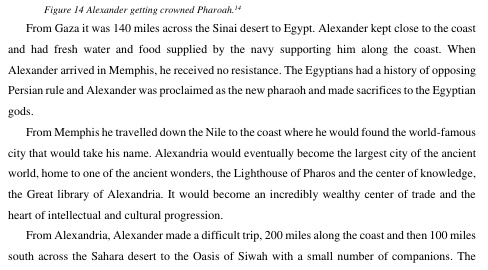 Figure 14 Alexander getting crowned Pharoah.14
From Gaza it was 140 miles across the Sinai desert to Egypt. Alexander kept close to the coast
and had fresh water and food supplied by the navy supporting him along the coast. When
Alexander arrived in Memphis, he received no resistance. The Egyptians had a history of opposing
Persian rule and Alexander was proclaimed as the new pharaoh and made sacrifices to the Egyptian
gods.
From Memphis he travelled down the Nile to the coast where he would found the world-famous
city that would take his name. Alexandria would eventually become the largest city of the ancient
world, home to one of the ancient wonders, the Lighthouse of Pharos and the center of knowledge,
the Great library of Alexandria. It would become an incredibly wealthy center of trade and the
heart of intellectual and cultural progression.
From Alexandria, Alexander made a difficult trip, 200 miles along the coast and then 100 miles
south across the Sahara desert to the Oasis of Siwah with a small number of companions. The